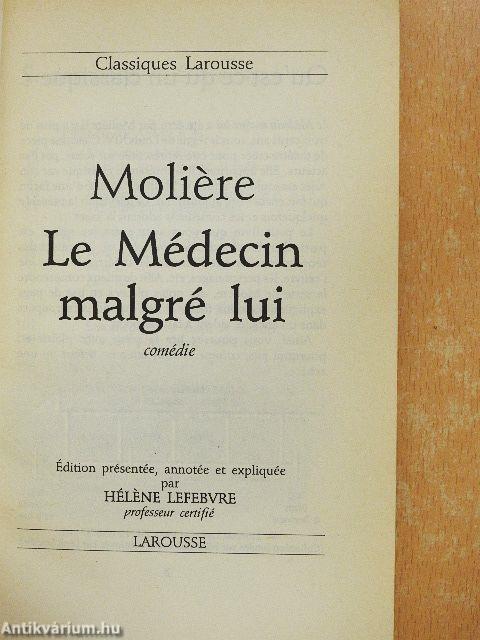 Classiques Larousse
Molière
Le Médecin
malgré lui
comédie
Édition présentée, annotée et expliquée
par
HÉLÈNE LEFEBVRE
professeur certifié
LAROUSSE
Antikvárium.hu